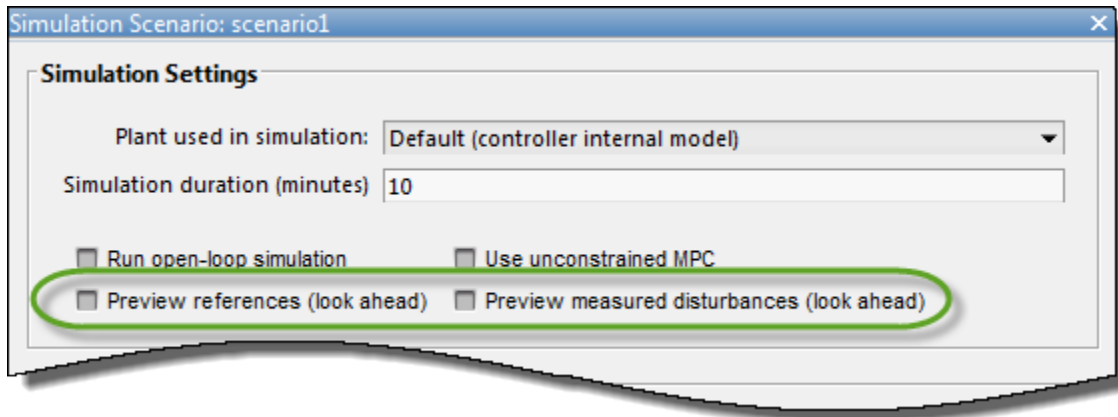 Simulation Scenario: scenario1
Simulation Settings
Plant used in simulation: Default (controller internal model)
Simulation duration (minutes) 10
Run open-loop simulation Use unconstrained MPC
Preview references (look ahead) Preview measured disturbances (look ahead)